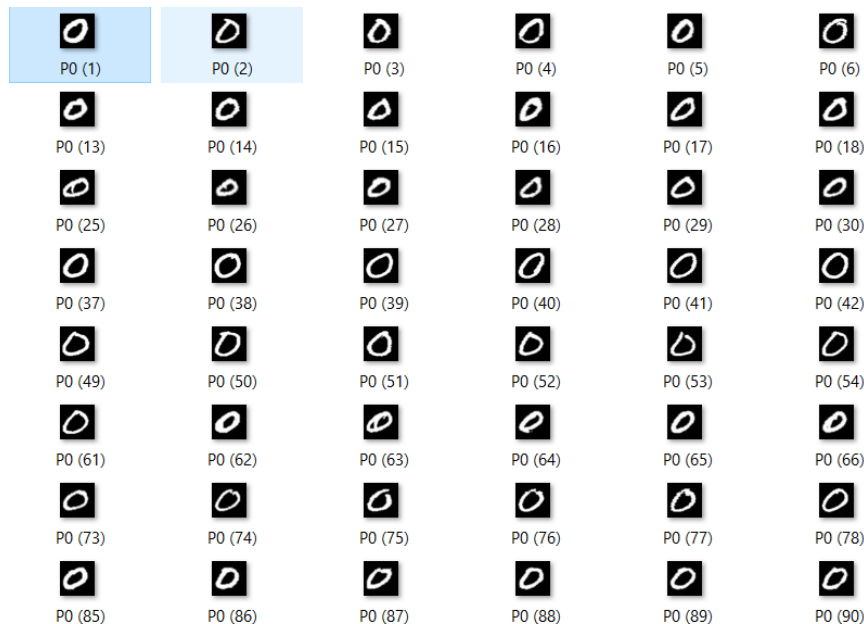 P0 (1) P0 (2) P0 (3) P0 (4) P0 (5) P0 (6)
P0 (13) P0 (14) P0 (15) P0 (16) P0 (17) P0 (18)
P0 (25) P0 (26) P0 (27) P0 (28) P0 (29) P0 (30)
P0 (37) P0 (38) P0 (39) P0 (40) P0 (41) P0 (42)
P0 (49) P0 (50) P0 (51) P0 (52) P0 (53) P0 (54)
P0 (61) P0 (62) P0 (63) P0 (64) P0 (65) P0 (66)
P0 (73) P0 (74) P0 (75) P0 (76) P0 (77) P0 (78)
P0 (85) P0 (86) P0 (87) P0 (88) P0 (89) P0 (90)